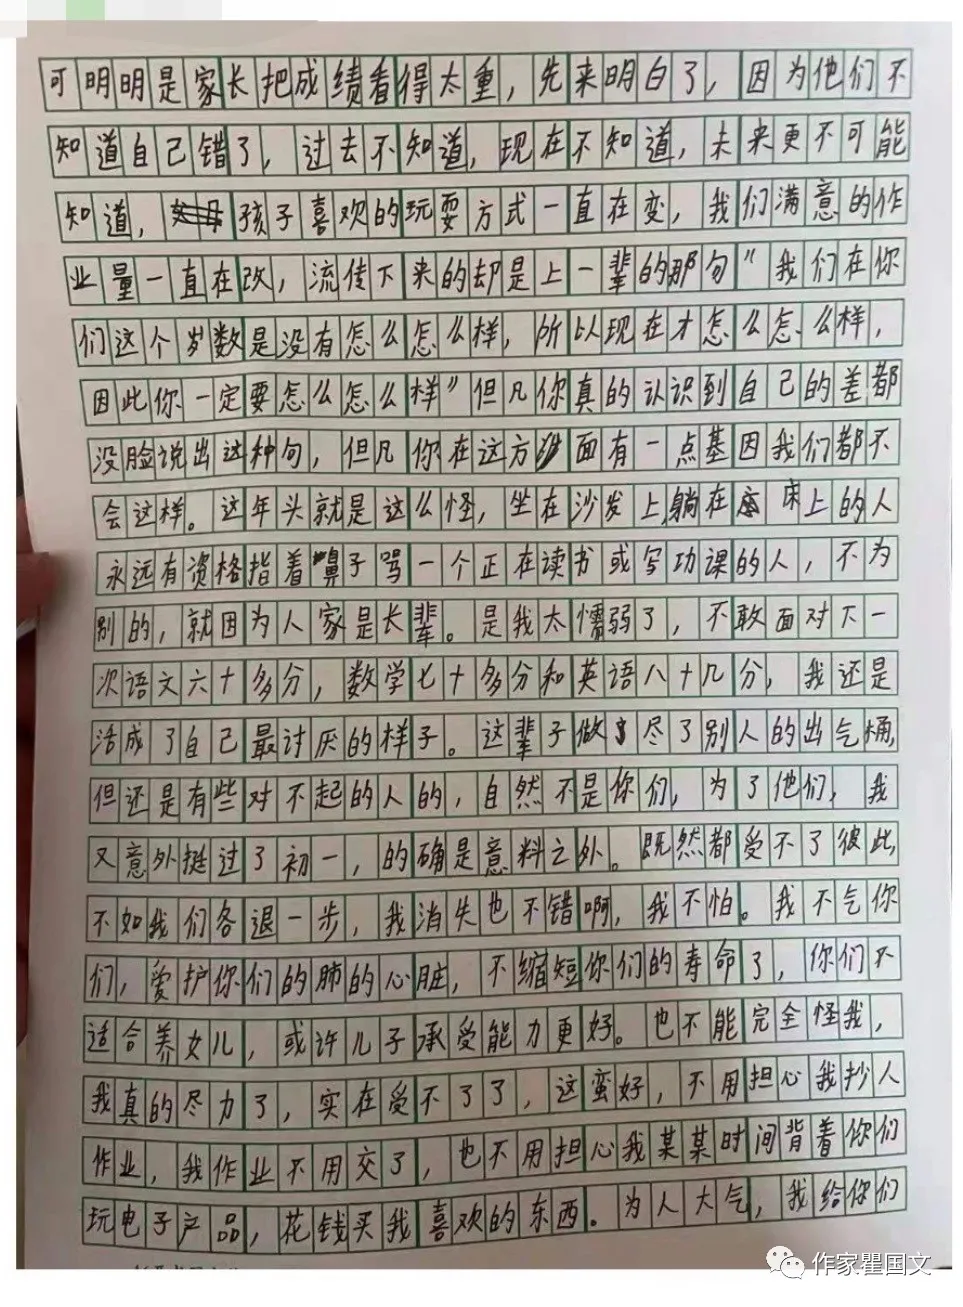 可明明是家长把成绩看得太重，先来明白了，因为他们不
知道自己错了，过去不知道，现在不知道，未来更不可能
知道，孩子喜欢的玩耍方式一直在变，我们满意的作
业量一直在改，流传下来的却是上一辈的那句“我们在你
们这个岁数是没有怎么怎么样，所以现在才怎么怎么样，
因此你一定要怎么怎么样”但凡你真的认识到自己的差都
没脸说出这种句，但凡你在这方面有一点基因我们都不
会这样。这年头就是这么怪，坐在沙发上，躺在床上的人
永远有资格指着鼻子骂一个正在读书或写功课的人，不为
别的，就因为人家是长辈。是我太懦弱了，不敢面对下一
次语文六十多分，数学七十多分和英语八十几分，我还是
活成了自己最讨厌的样子。这辈子做尽了别人的出气桶，
但还是有些对不起的人的，自然不是你们，为了他们，我
又意外挺过了初一，的确是意料之外。既然都受不了彼此，
不如我们各退一步，我消失也不错啊，我不怕。我不气你
们，爱护你们的肺的心脏，不缩短你们的寿命了，你们不
适合养女儿，或许儿子承受能力更好。也不能完全怪我，
我真的尽力了，实在受不了了，这蛮好，不用担心我抄人
作业，我作业不用交了，也不用担心我某某时间背着你们
玩电子产品，花钱买我喜欢的东西。为人大气，我给你们
作家瞿国文